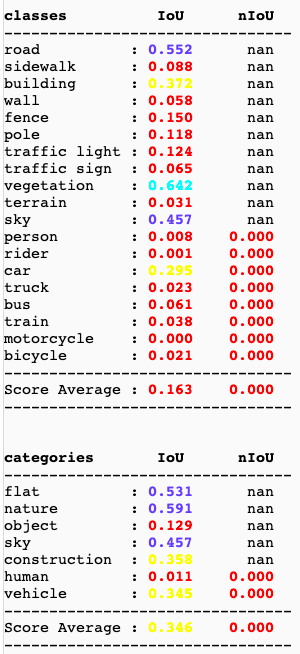 classes IoU nIoU
--------------------------------
road : 0.552 nan
sidewalk : 0.088 nan
building : 0.372 nan
wall : 0.058 nan
fence : 0.150 nan
pole : 0.118 nan
traffic light : 0.124 nan
traffic sign : 0.065 nan
vegetation : 0.642 nan
terrain : 0.031 nan
sky : 0.457 nan
person : 0.008 0.000
rider : 0.001 0.000
car : 0.295 0.000
truck : 0.023 0.000
bus : 0.061 0.000
train : 0.038 0.000
motorcycle : 0.000 0.000
bicycle : 0.021 0.000
--------------------------------
Score Average : 0.163 0.000
--------------------------------
categories IoU nIoU
--------------------------------
flat : 0.531 nan
nature : 0.591 nan
object : 0.129 nan
sky : 0.457 nan
construction : 0.358 nan
human : 0.011 0.000
vehicle : 0.345 0.000
--------------------------------
Score Average : 0.346 0.000
--------------------------------